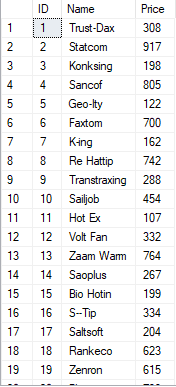 ID Name Price
1 1 Trust-Dax 308
2 2 Statcom 917
3 3 Konksing 198
4 4 Sancof 805
5 5 Geo-Ity 122
6 6 Faxtom 700
7 7 K-ing 162
8 8 Re Hattip 742
9 9 Transtraxing 288
10 10 Sailjob 454
11 11 Hot Ex 107
12 12 Volt Fan 332
13 13 Zaam Warm 764
14 14 Saoplus 267
15 15 Bio Hotin 199
16 16 S--Tip 334
17 17 Saltsoft 204
18 18 Rankeco 623
19 19 Zenron 615